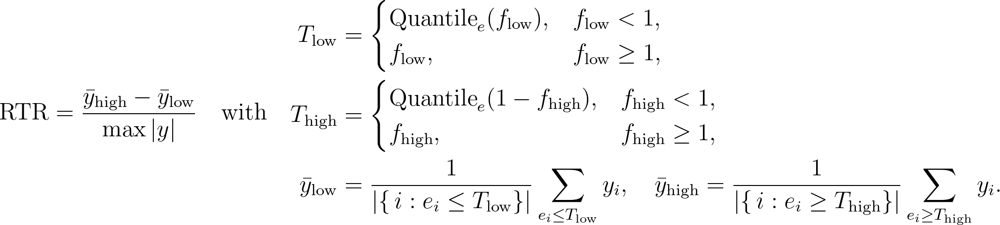 T_low = { Quantile_e(f_low), f_low < 1,
f_low, f_low ≥ 1,
RTR = (ȳ_high − ȳ_low) / max |y| with T_high = { Quantile_e(1 − f_high), f_high < 1,
f_high, f_high ≥ 1,
ȳ_low = 1 / |{ i : e_i ≤ T_low}| ∑_{e_i ≤ T_low} y_i, ȳ_high = 1 / |{ i : e_i ≥ T_high}| ∑_{e_i ≥ T_high} y_i.